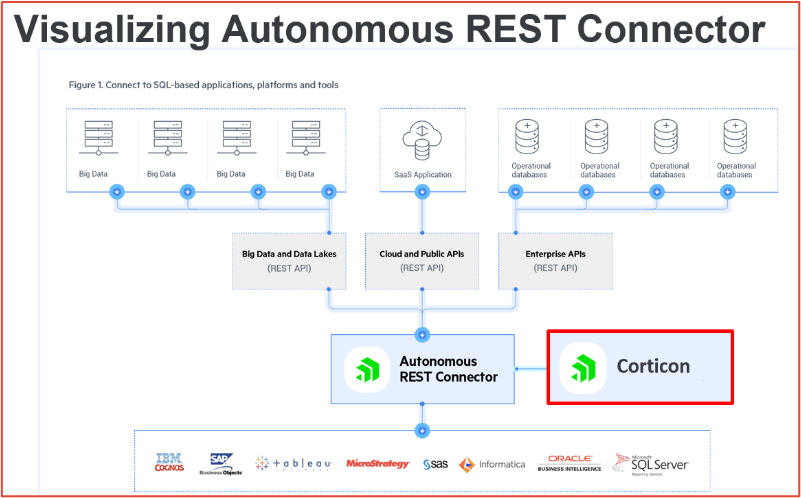 Visualizing Autonomous REST Connector
Figure 1. Connect to SQL-based applications, platforms and tools
Big Data
Big Data
Big Data
Big Data
SaaS Application
Operational
databases
Operational
databases
Operational
databases
Operational
databases
Big Data and Data Lakes
(REST API)
Cloud and Public APIs
(REST API)
Enterprise APIs
(REST API)
Autonomous
REST Connector
Corticon
IBM
COGNOS
SAP
Business Objects
+ a b l e a u
MicroStrategy
sas
Informatica
ORACLE
BUSINESS INTELLIGENCE
Microsoft
SQL Server
Reporting Services